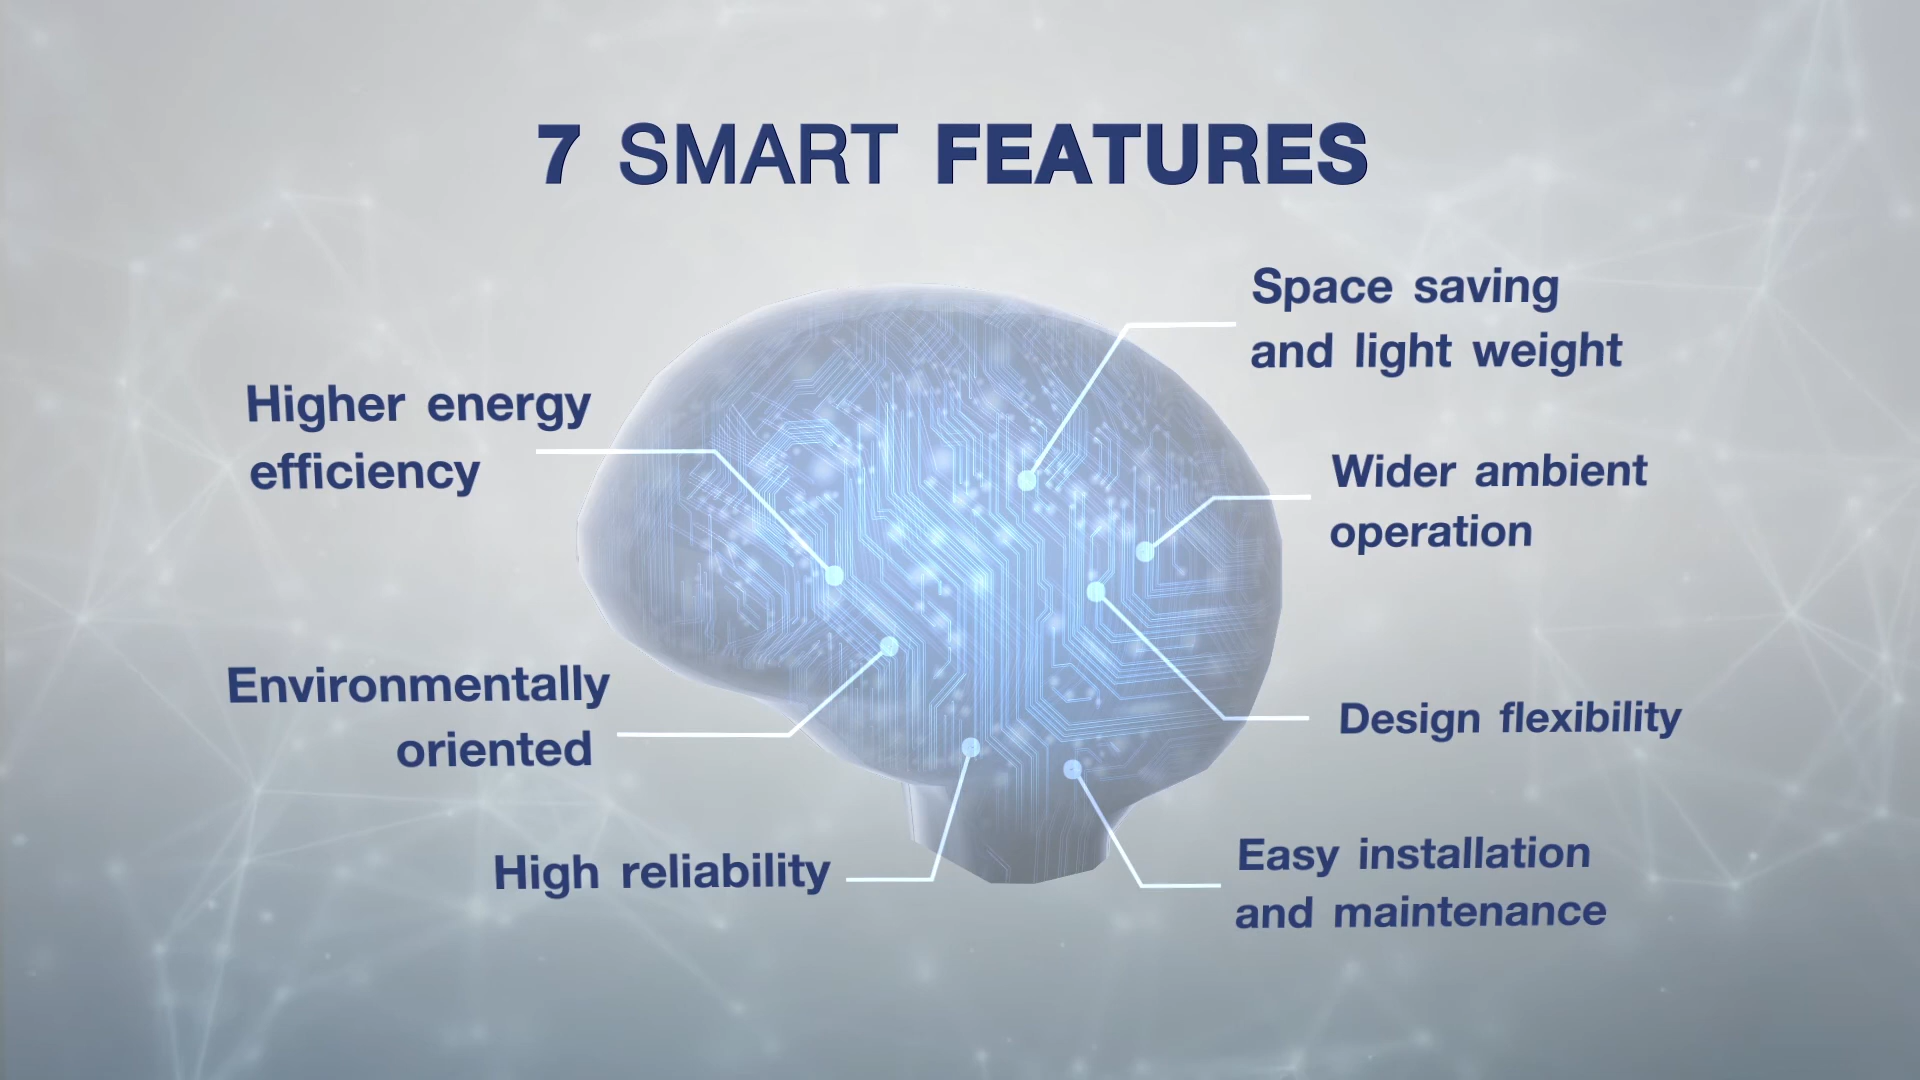 7 SMART FEATURES
Higher energy
efficiency
Environmentally
oriented
High reliability
Space saving
and light weight
Wider ambient
operation
Design flexibility
Easy installation
and maintenance